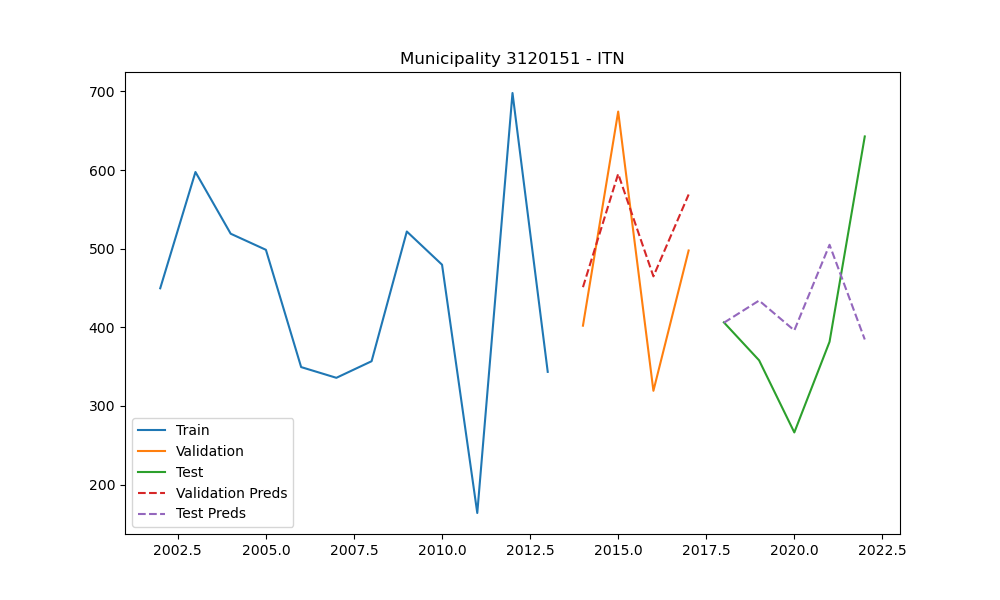 Municipality 3120151 - ITN
700
600
500
400
300
200
Train
Validation
Test
Validation Preds
Test Preds
2002.5 2005.0 2007.5 2010.0 2012.5 2015.0 2017.5 2020.0 2022.5